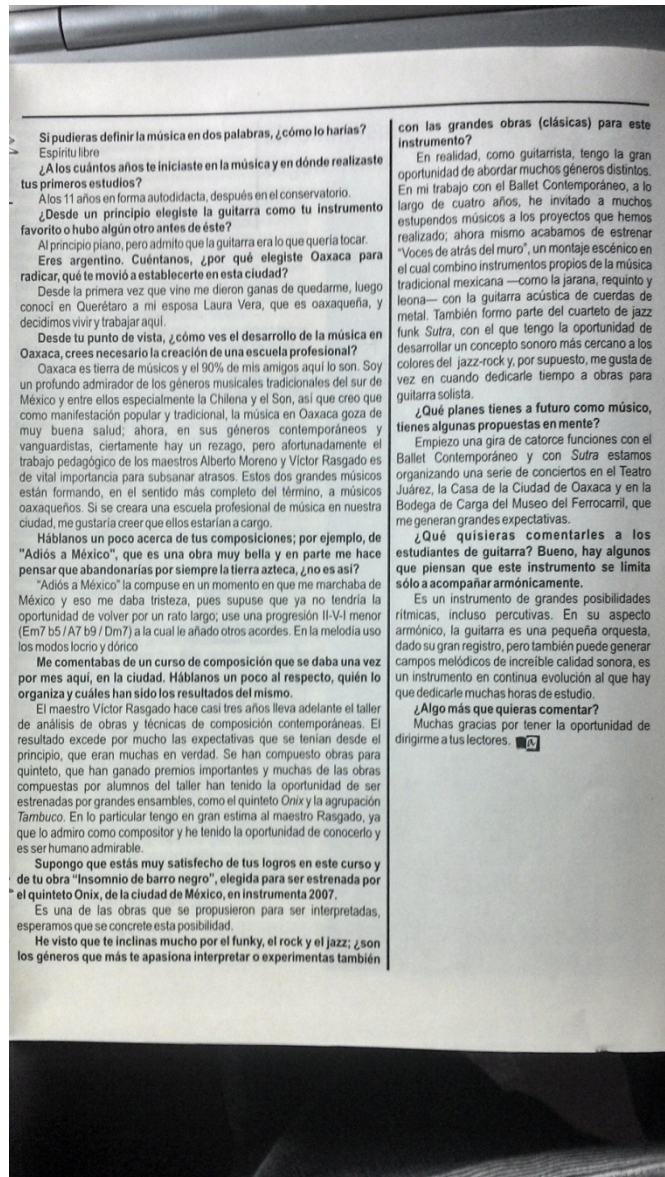 Si pudieras definir la música en dos palabras, ¿cómo lo harías?
Espíritu libre
¿A los cuántos años te iniciaste en la música y en dónde realizaste
tus primeros estudios?
A los 11 años en forma autodidacta, después en el conservatorio.
¿Desde un principio elegiste la guitarra como tu instrumento
favorito o hubo algún otro antes de éste?
Al principio piano, pero admito que la guitarra era lo que quería tocar.
Eres argentino. Cuéntanos, ¿por qué elegiste Oaxaca para
radicar, qué te movió a establecerte en esta ciudad?
Desde la primera vez que vine me dieron ganas de quedarme, luego
conocí en Querétaro a mi esposa Laura Vera, que es oaxaqueña, y
decidimos vivir y trabajar aquí.
Desde tu punto de vista, ¿cómo ves el desarrollo de la música en
Oaxaca, crees necesario la creación de una escuela profesional?
Oaxaca es tierra de músicos y el 90% de mis amigos aquí lo son. Soy
un profundo admirador de los géneros musicales tradicionales del sur de
México y entre ellos especialmente la Chilena y el Son, así que creo que
como manifestación popular y tradicional, la música en Oaxaca goza de
muy buena salud; ahora, en sus géneros contemporáneos y
vanguardistas, ciertamente hay un rezago, pero afortunadamente el
trabajo pedagógico de los maestros Alberto Moreno y Víctor Rasgado es
de vital importancia para subsanar atrasos. Estos dos grandes músicos
están formando, en el sentido más completo del término, a músicos
oaxaqueños. Si se creara una escuela profesional de música en nuestra
ciudad, me gustaría creer que ellos estarían a cargo.
Háblanos un poco acerca de tus composiciones; por ejemplo, de
"Adiós a México", que es una obra muy bella y en parte me hace
pensar que abandonarías por siempre la tierra azteca, ¿no es así?
"Adiós a México" la compuse en un momento en que me marchaba de
México y eso me daba tristeza, pues supuse que ya no tendría la
oportunidad de volver por un rato largo; use una progresión II-V-I menor
(Em7 b5 / A7 b9 / Dm7) a la cual le añado otros acordes. En la melodía uso
los modos locrio y dórico
Me comentabas de un curso de composición que se daba una vez
por mes aquí, en la ciudad. Háblanos un poco al respecto, quién lo
organiza y cuáles han sido los resultados del mismo.
El maestro Víctor Rasgado hace casi tres años lleva adelante el taller
de análisis de obras y técnicas de composición contemporáneas. El
resultado excede por mucho las expectativas que se tenían desde el
principio, que eran muchas en verdad. Se han compuesto obras para
quinteto, que han ganado premios importantes y muchas de las obras
compuestas por alumnos del taller han tenido la oportunidad de ser
estrenadas por grandes ensambles, como el quinteto Onix y la agrupación
Tambuco. En lo particular tengo en gran estima al maestro Rasgado, ya
que lo admiro como compositor y he tenido la oportunidad de conocerlo y
es ser humano admirable.
Supongo que estás muy satisfecho de tus logros en este curso y
de tu obra "Insomnio de barro negro", elegida para ser estrenada por
el quinteto Onix, de la ciudad de México, en instrumenta 2007.
Es una de las obras que se propusieron para ser interpretadas,
esperamos que se concrete esta posibilidad.
He visto que te inclinas mucho por el funky, el rock y el jazz; ¿son
los géneros que más te apasiona interpretar o experimentas también
con las grandes obras (clásicas) para este
instrumento?
En realidad, como guitarrista, tengo la gran
oportunidad de abordar muchos géneros distintos.
En mi trabajo con el Ballet Contemporáneo, a lo
largo de cuatro años, he invitado a muchos
estupendos músicos a los proyectos que hemos
realizado; ahora mismo acabamos de estrenar
"Voces de atrás del muro", un montaje escénico en
el cual combino instrumentos propios de la música
tradicional mexicana —como la jarana, requinto y
leona— con la guitarra acústica de cuerdas de
metal. También formo parte del cuarteto de jazz
funk Sutra, con el que tengo la oportunidad de
desarrollar un concepto sonoro más cercano a los
colores del jazz-rock y, por supuesto, me gusta de
vez en cuando dedicarle tiempo a obras para
guitarra solista.
¿Qué planes tienes a futuro como músico,
tienes algunas propuestas en mente?
Empiezo una gira de catorce funciones con el
Ballet Contemporáneo y con Sutra estamos
organizando una serie de conciertos en el Teatro
Juárez, la Casa de la Ciudad de Oaxaca y en la
Bodega de Carga del Museo del Ferrocarril, que
me generan grandes expectativas.
¿Qué quisieras comentarles a los
estudiantes de guitarra? Bueno, hay algunos
que piensan que este instrumento se limita
sólo a acompañar armónicamente.
Es un instrumento de grandes posibilidades
rítmicas, incluso percutivas. En su aspecto
armónico, la guitarra es una pequeña orquesta,
dado su gran registro, pero también puede generar
campos melódicos de increíble calidad sonora, es
un instrumento en continua evolución al que hay
que dedicarle muchas horas de estudio.
¿Algo más que quieras comentar?
Muchas gracias por tener la oportunidad de
dirigirme a tus lectores.